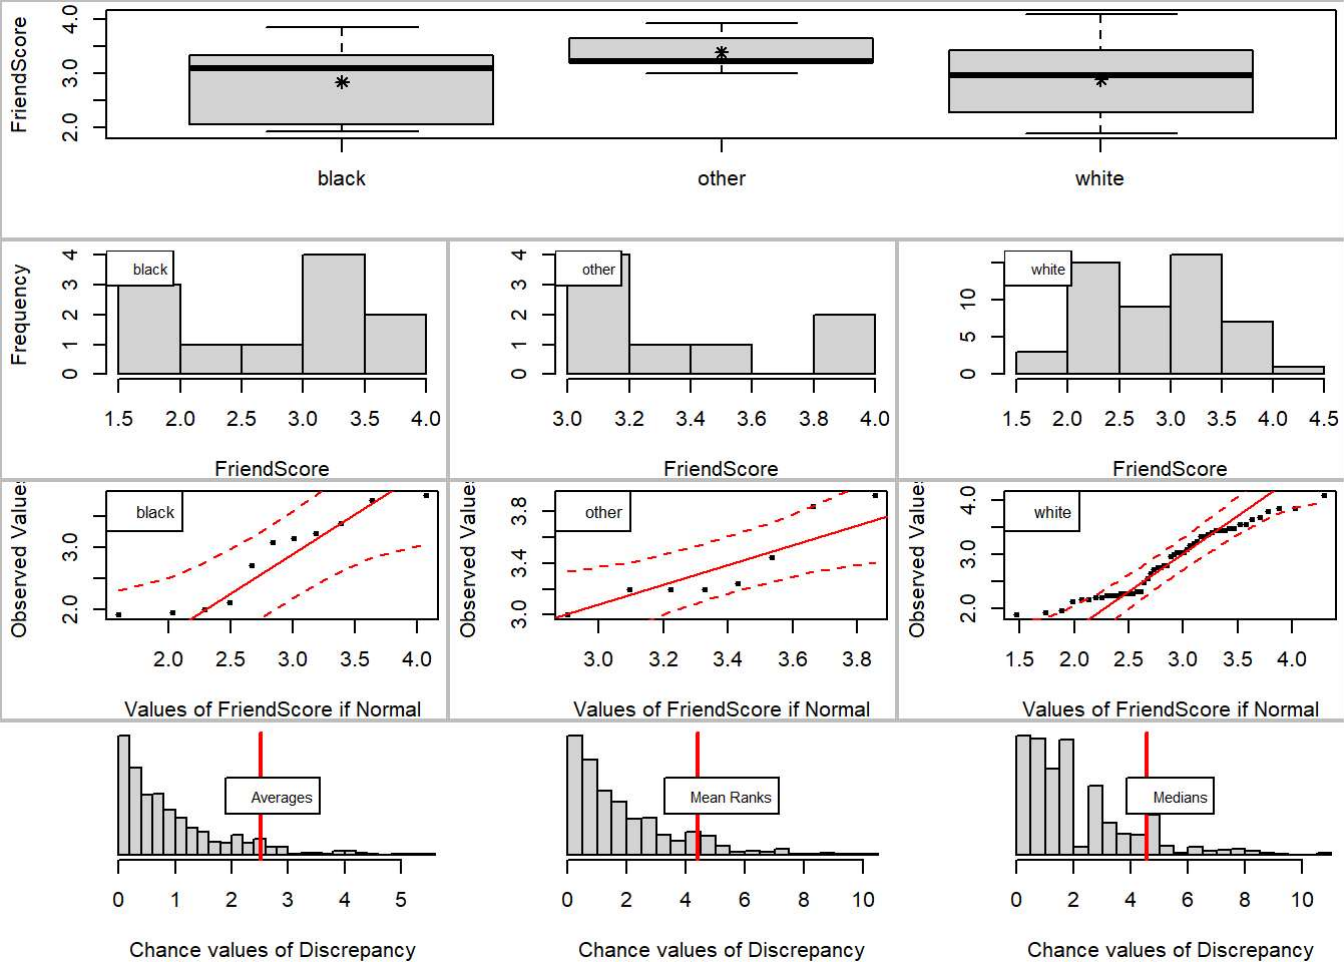 FriendScore
4.0
3.0
2.0
black other white
Frequency
4
3
2
1
0
black
1.5 2.0 2.5 3.0 3.5 4.0
FriendScore
4
3
2
1
0
other
3.0 3.2 3.4 3.6 3.8 4.0
FriendScore
10
5
0
white
1.5 2.0 2.5 3.0 3.5 4.0 4.5
FriendScore
Observed Values
3.0
2.0
black
2.0 2.5 3.0 3.5 4.0
Values of FriendScore if Normal
Observed Values
3.8
3.4
3.0
other
3.0 3.2 3.4 3.6 3.8
Values of FriendScore if Normal
Observed Values
4.0
3.0
2.0
white
1.5 2.0 2.5 3.0 3.5 4.0
Values of FriendScore if Normal
Averages
0 1 2 3 4 5
Chance values of Discrepancy
Mean Ranks
0 2 4 6 8 10
Chance values of Discrepancy
Medians
0 2 4 6 8 10
Chance values of Discrepancy